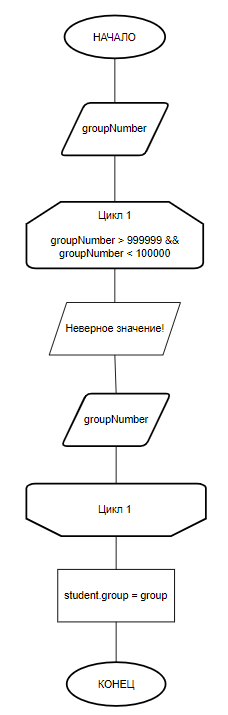 НАЧАЛО
groupNumber
Цикл 1
groupNumber > 999999 &&
groupNumber < 100000
Неверное значение!
groupNumber
Цикл 1
student.group = group
КОНЕЦ